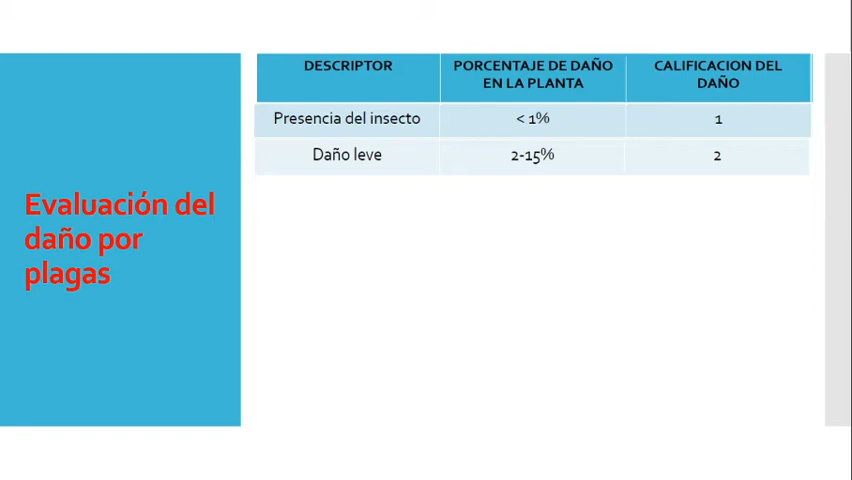 Evaluación del
daño por
plagas
DESCRIPTOR
PORCENTAJE DE DAÑO
EN LA PLANTA
CALIFICACION DEL
DAÑO
Presencia del insecto
< 1%
1
Daño leve
2-15%
2